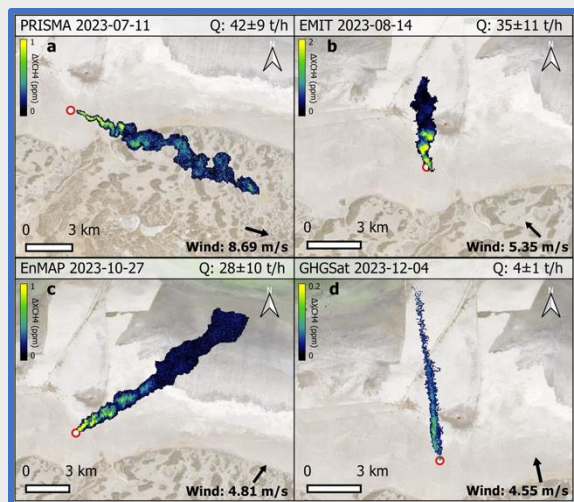 PRISMA 2023-07-11 Q: 42±9 t/h
a
1
ΔXCH4 (ppm)
0
N
0 3 km
Wind: 8.69 m/s
EMIT 2023-08-14 Q: 35±11 t/h
b
2
ΔXCH4 (ppm)
0
N
0 3 km
Wind: 5.35 m/s
EnMAP 2023-10-27 Q: 28±10 t/h
c
1
ΔXCH4 (ppm)
0
N
0 3 km
Wind: 4.81 m/s
GHGSat 2023-12-04 Q: 4±1 t/h
d
0.2
ΔXCH4 (ppm)
0
N
0 3 km
Wind: 4.55 m/s